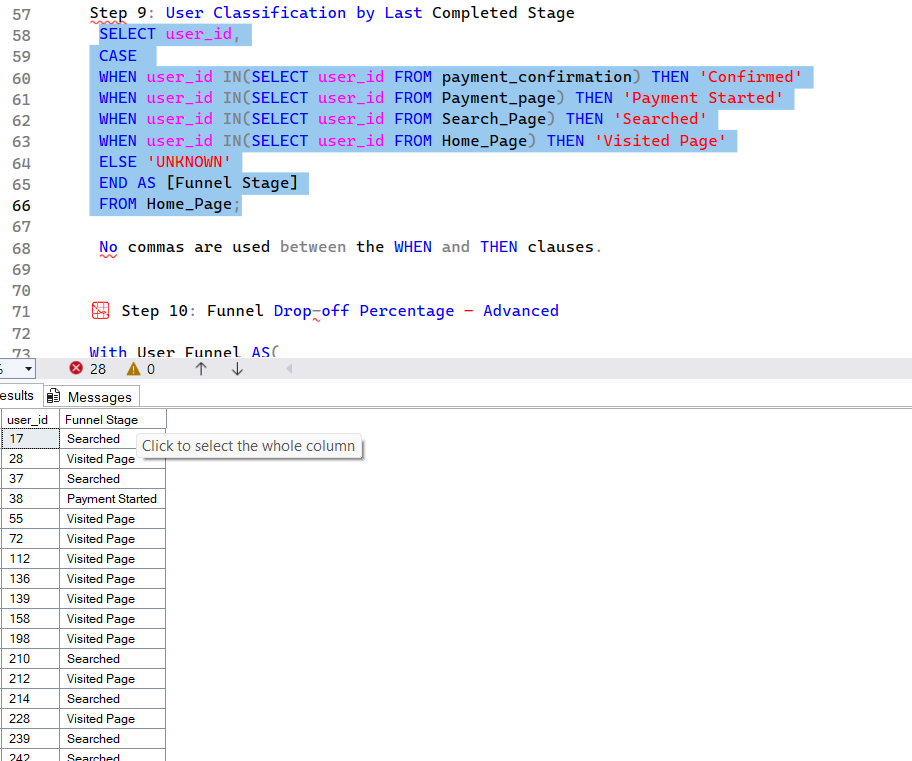 57 Step 9: User Classification by Last Completed Stage
58 SELECT user_id,
59 CASE
60 WHEN user_id IN(SELECT user_id FROM payment_confirmation) THEN 'Confirmed'
61 WHEN user_id IN(SELECT user_id FROM Payment_page) THEN 'Payment Started'
62 WHEN user_id IN(SELECT user_id FROM Search_Page) THEN 'Searched'
63 WHEN user_id IN(SELECT user_id FROM Home_Page) THEN 'Visited Page'
64 ELSE 'UNKNOWN'
65 END AS [Funnel Stage]
66 FROM Home_Page;
67
68 No commas are used between the WHEN and THEN clauses.
69
70
71 Step 10: Funnel Drop-off Percentage – Advanced
72
73 With User_Funnel AS(
% 28 0
esults Messages
user_id Funnel Stage
17 Searched
Click to select the whole column
28 Visited Page
37 Searched
38 Payment Started
55 Visited Page
72 Visited Page
112 Visited Page
136 Visited Page
139 Visited Page
158 Visited Page
198 Visited Page
210 Searched
212 Visited Page
214 Searched
228 Visited Page
239 Searched
242 Searched